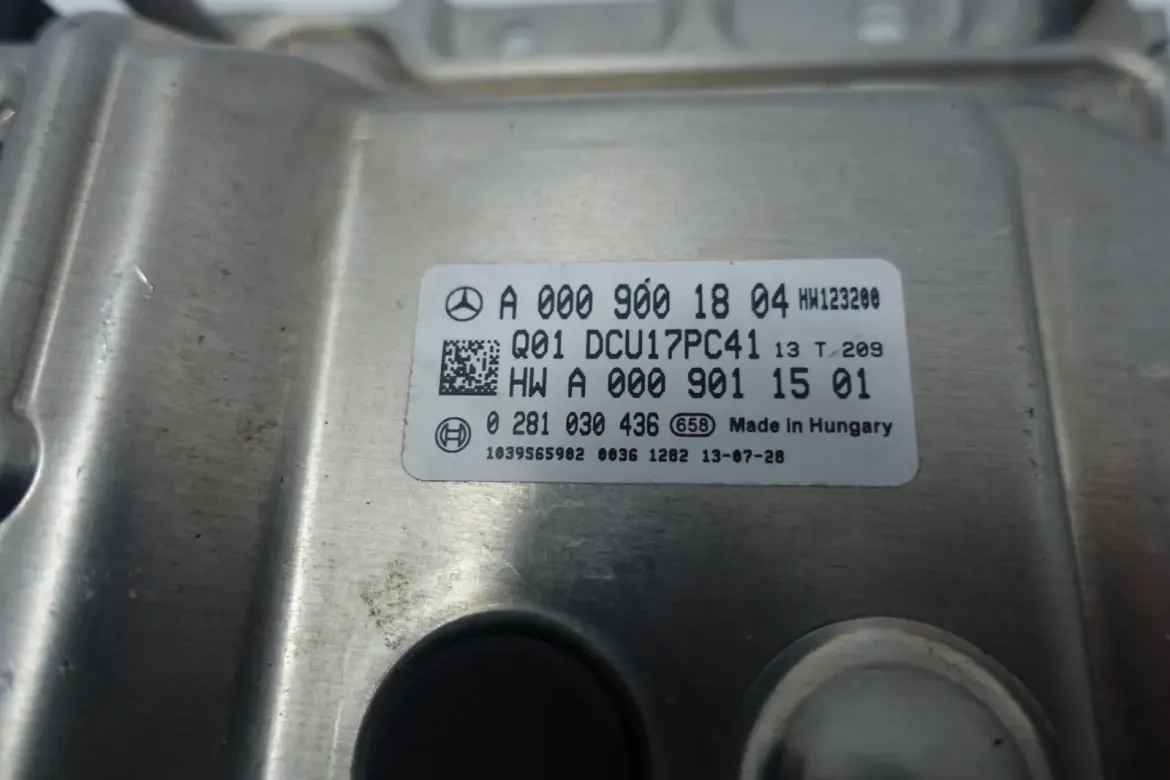 A 000 900 18 04 HW123200
Q01 DCU17PC41 13 T 209
HW A 000 901 15 01
0 281 030 436 658 Made in Hungary
1039S65902 0036 1202 13-07-28